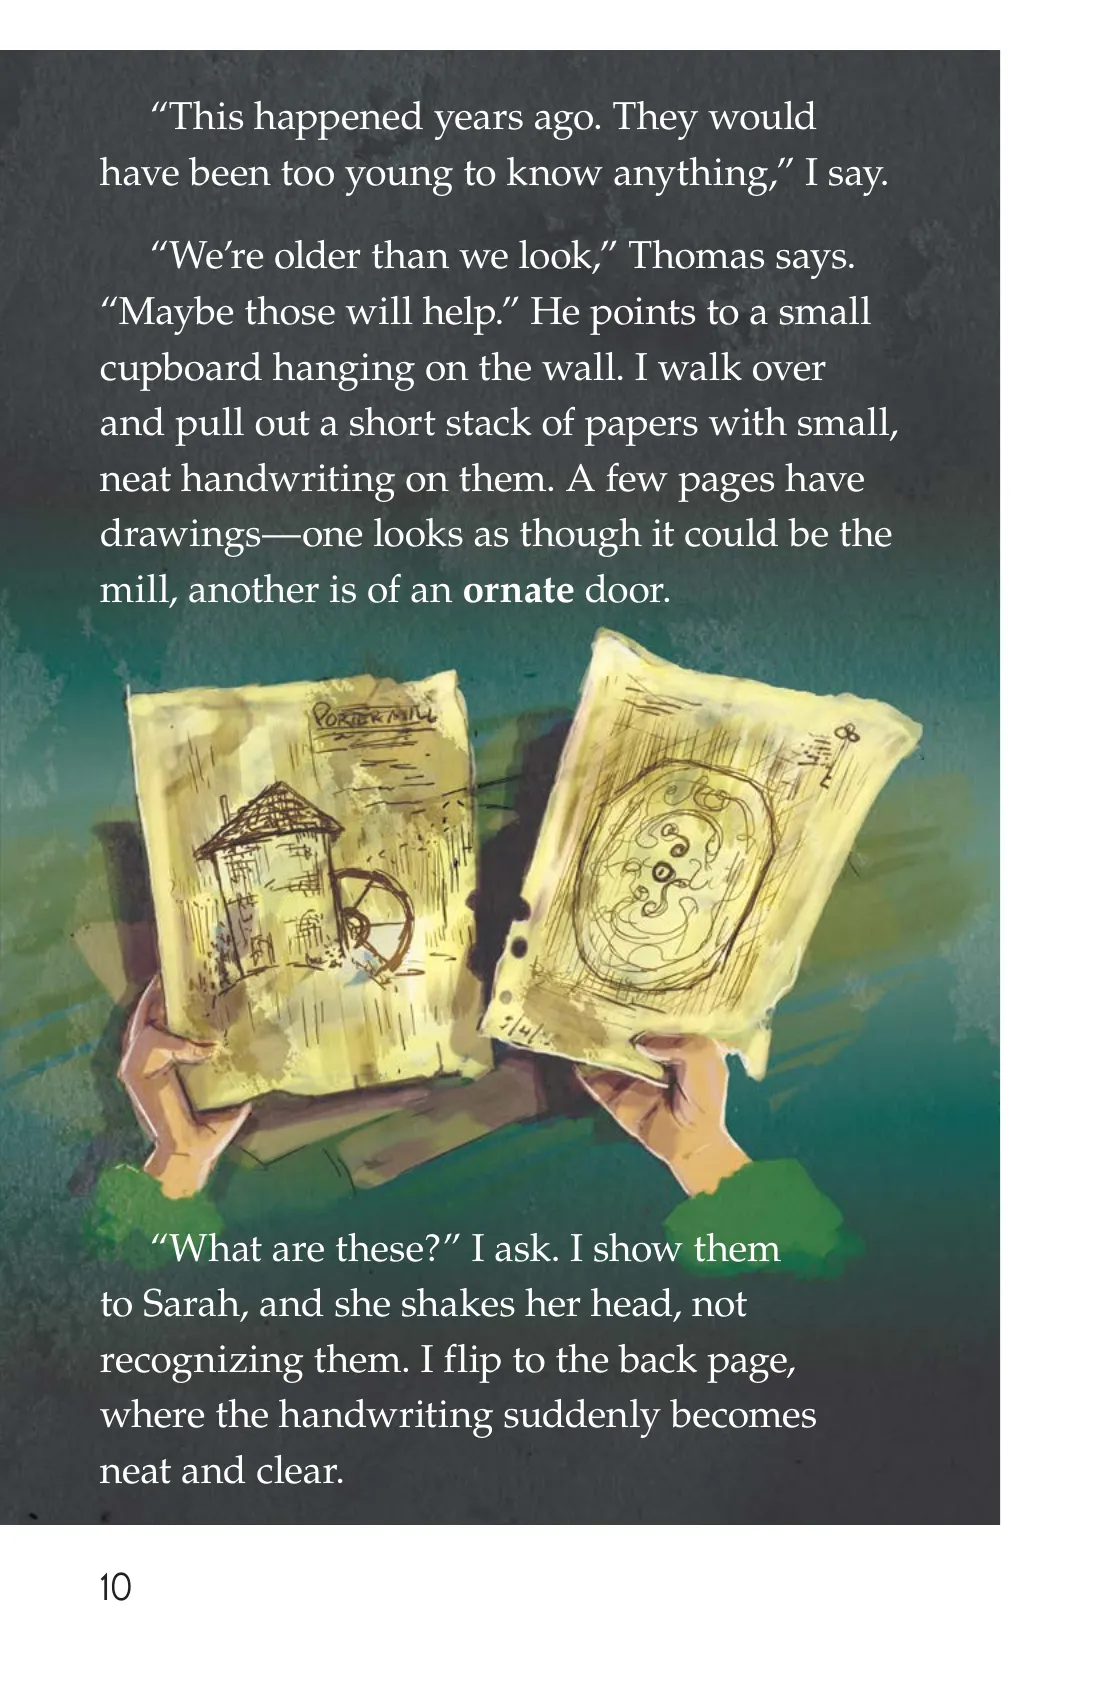 “This happened years ago. They would
have been too young to know anything,” I say.
“We’re older than we look,” Thomas says.
“Maybe those will help.” He points to a small
cupboard hanging on the wall. I walk over
and pull out a short stack of papers with small,
neat handwriting on them. A few pages have
drawings—one looks as though it could be the
mill, another is of an ornate door.
PORTER MILL
“What are these?” I ask. I show them
to Sarah, and she shakes her head, not
recognizing them. I flip to the back page,
where the handwriting suddenly becomes
neat and clear.
10